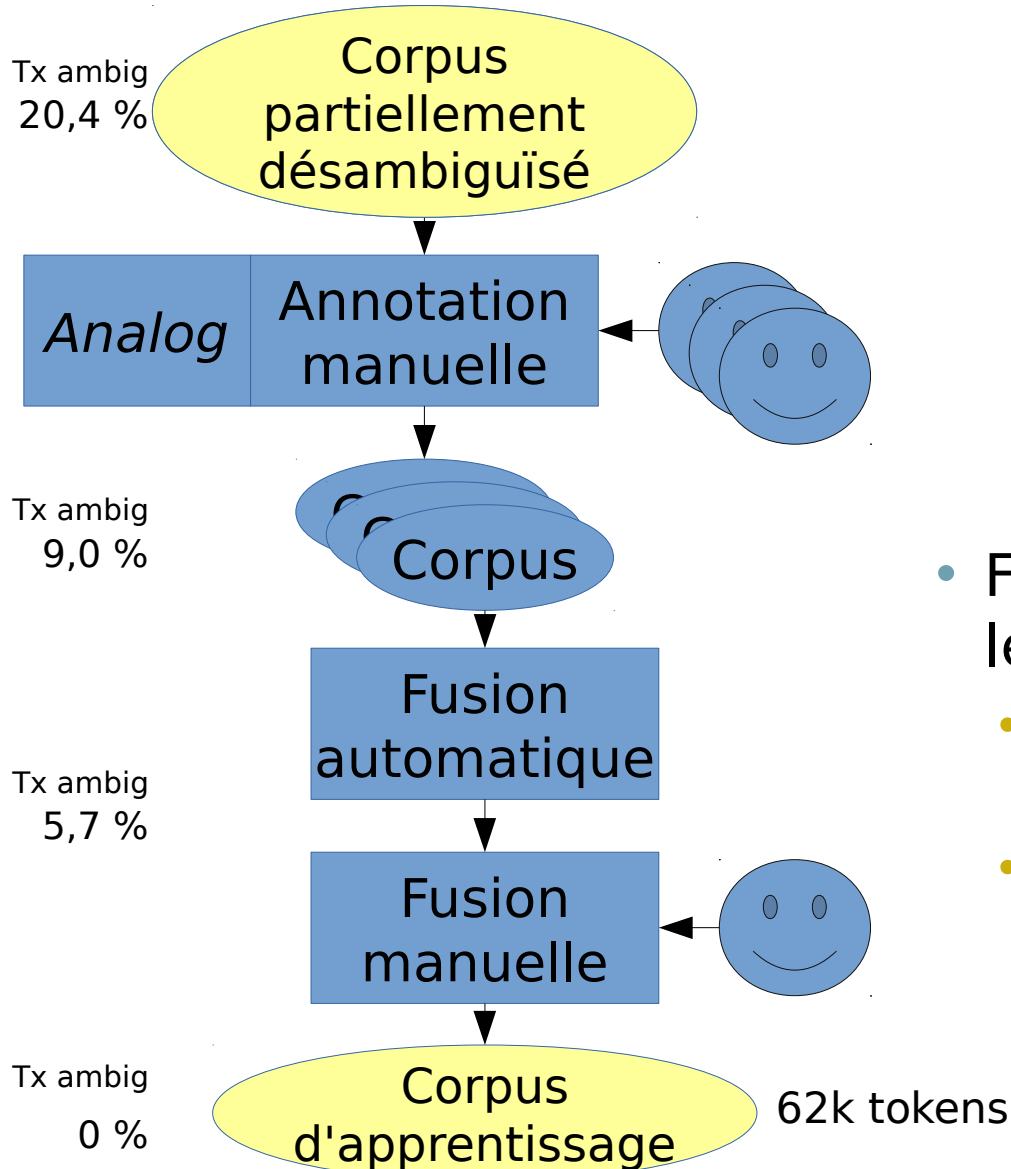 Tx ambig
20,4 %
Corpus
partiellement
désambiguïsé
Analog
Annotation
manuelle
Tx ambig
9,0 %
C
C
Corpus
Fusion
automatique
Tx ambig
5,7 %
Fusion
manuelle
Tx ambig
0 %
Corpus
d'apprentissage
62k tokens
F
le